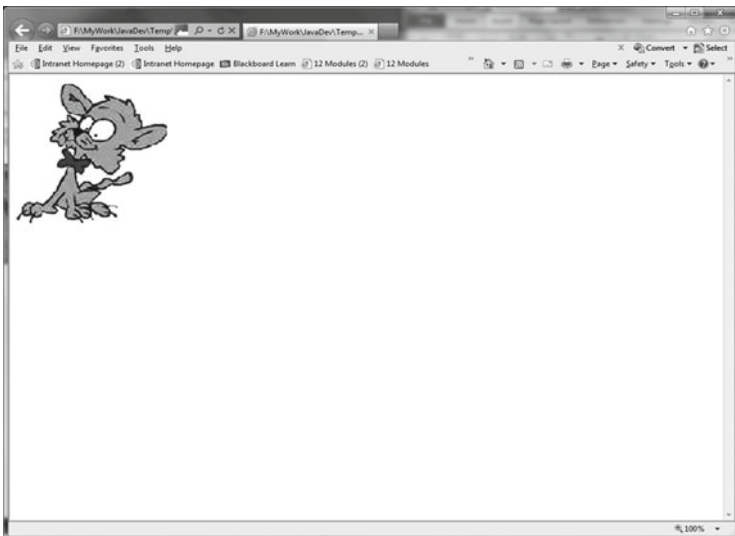 F:\MyWork\JavaDev\Temp\
F:\MyWork\JavaDev\Temp...
File Edit View Favorites Tools Help
Convert Select
Intranet Homepage (2) Intranet Homepage Blackboard Learn 12 Modules (2) 12 Modules
Page Safety Tools
100%